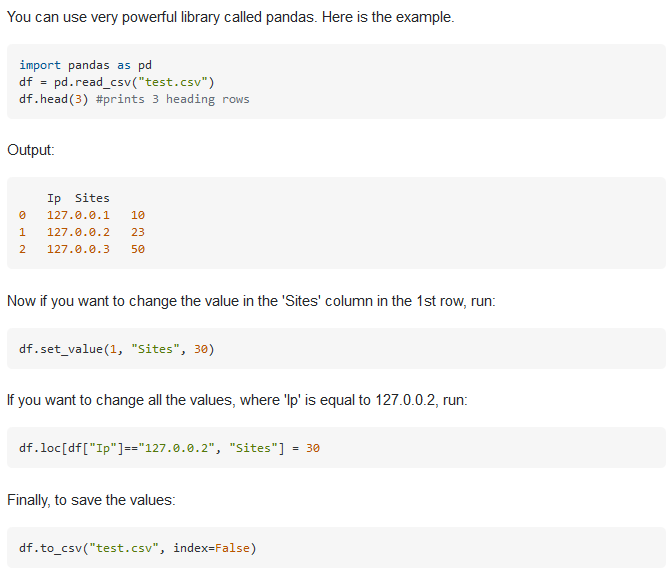 You can use very powerful library called pandas. Here is the example.
import pandas as pd
df = pd.read_csv("test.csv")
df.head(3) #prints 3 heading rows
Output:
    Ip  Sites
0   127.0.0.1   10
1   127.0.0.2   23
2   127.0.0.3   50
Now if you want to change the value in the 'Sites' column in the 1st row, run:
df.set_value(1, "Sites", 30)
If you want to change all the values, where 'Ip' is equal to 127.0.0.2, run:
df.loc[df["Ip"]=="127.0.0.2", "Sites"] = 30
Finally, to save the values:
df.to_csv("test.csv", index=False)